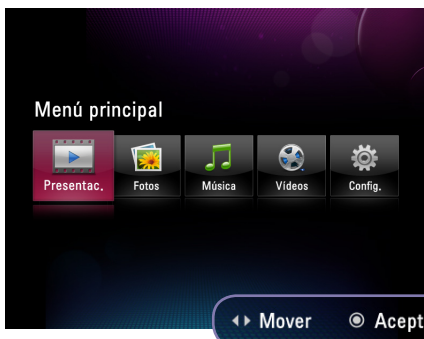 Menú principal
Presentac. Fotos Música Vídeos Config.
Mover Acept